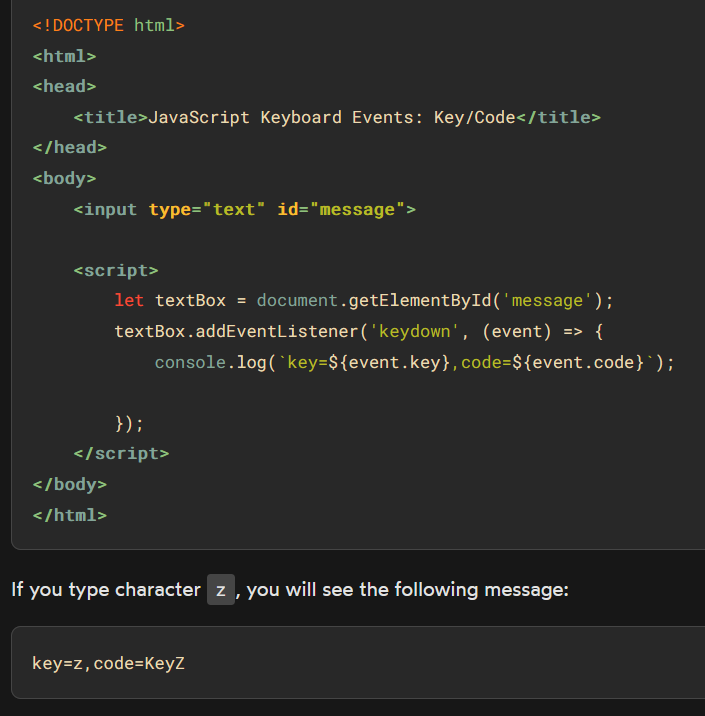 <!DOCTYPE html>
<html>
<head>
    <title>JavaScript Keyboard Events: Key/Code</title>
</head>
<body>
    <input type="text" id="message">

    <script>
        let textBox = document.getElementById('message');
        textBox.addEventListener('keydown', (event) => {
            console.log(`key=${event.key},code=${event.code}`);

        });
    </script>
</body>
</html>
If you type character z, you will see the following message:
key=z,code=KeyZ